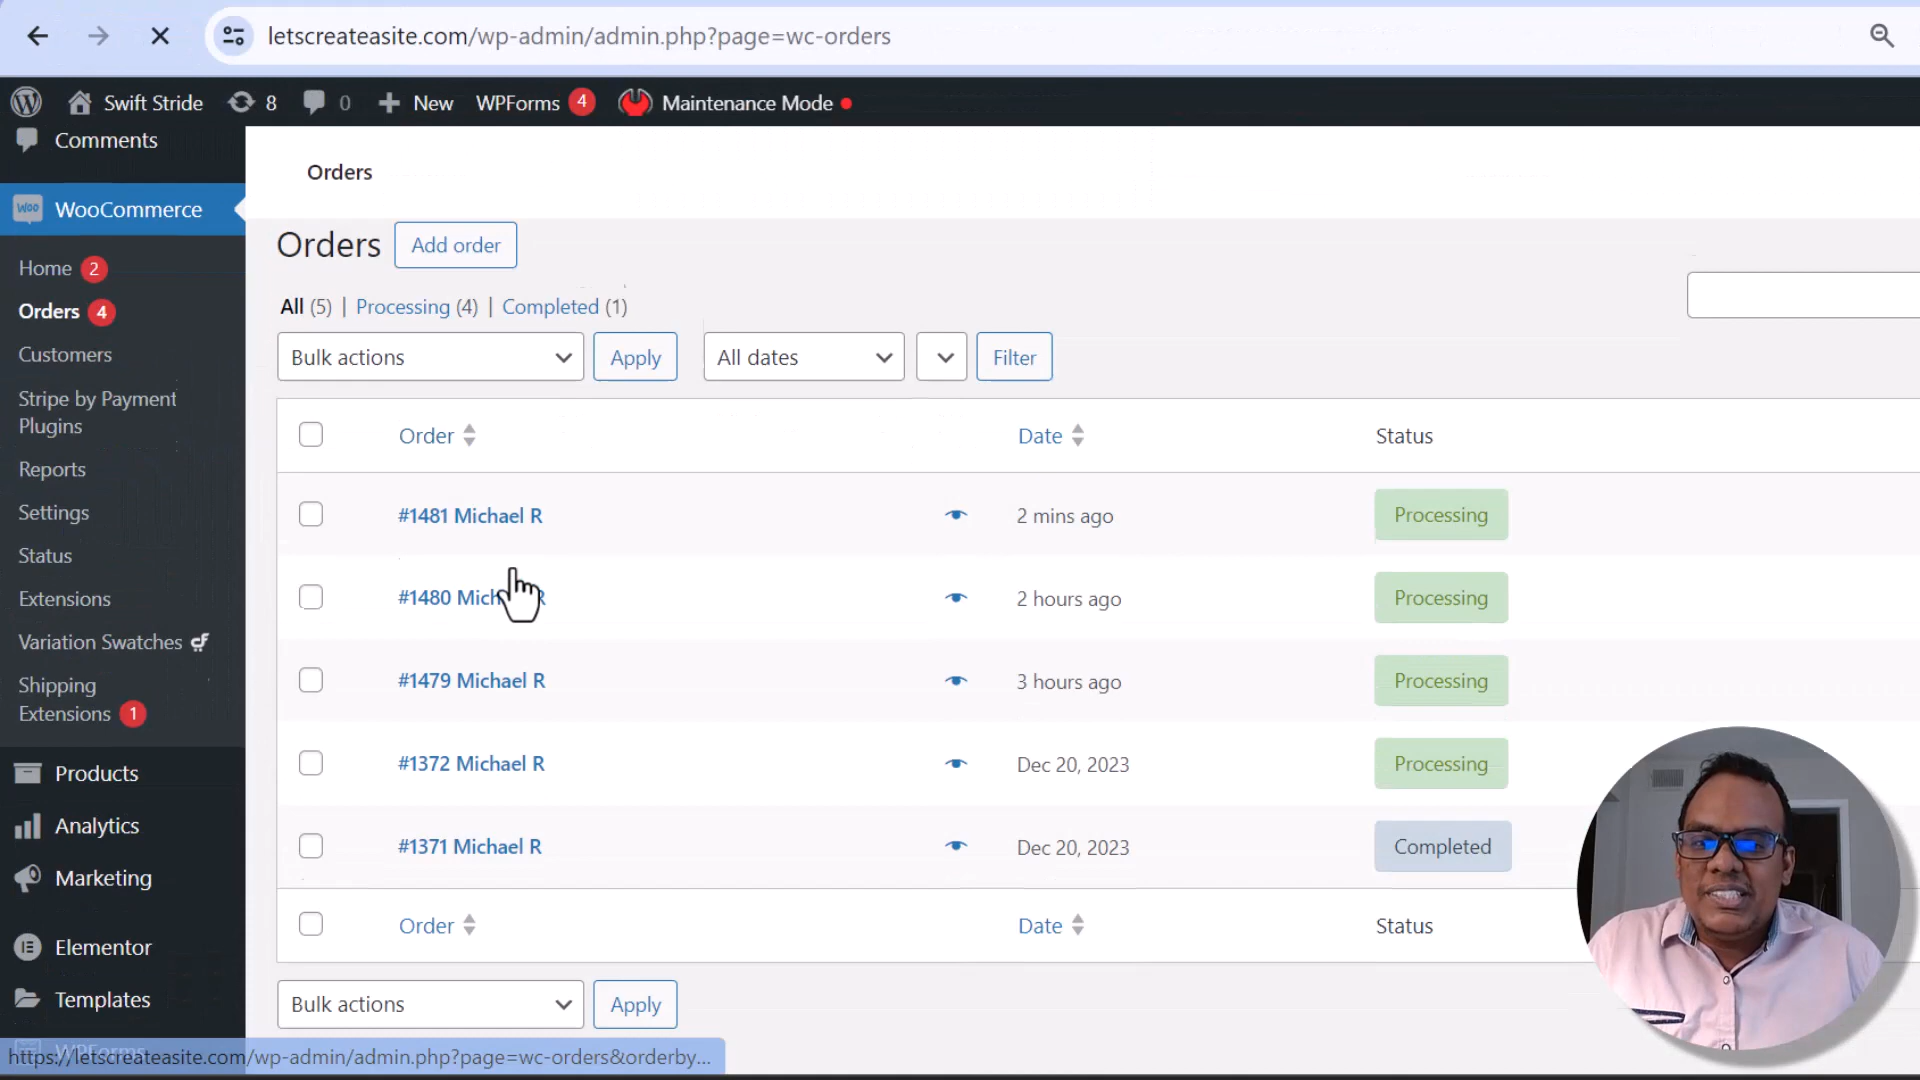 letscreateasite.com/wp-admin/admin.php?page=wc-orders
Swift Stride 8 0 New WPForms 4 Maintenance Mode
Comments
Woo WooCommerce
Home 2
Orders 4
Customers
Stripe by Payment
Plugins
Reports
Settings
Status
Extensions
Variation Swatches
Shipping
Extensions 1
Products
Analytics
Marketing
Elementor
Templates
WPForms
Orders
Orders Add order
All (5) | Processing (4) | Completed (1)
Bulk actions Apply All dates Filter
Order Date Status
#1481 Michael R 2 mins ago Processing
#1480 Mich R 2 hours ago Processing
#1479 Michael R 3 hours ago Processing
#1372 Michael R Dec 20, 2023 Processing
#1371 Michael R Dec 20, 2023 Completed
Order Date Status
Bulk actions Apply
https://letscreateasite.com/wp-admin/admin.php?page=wc-orders&orderby...